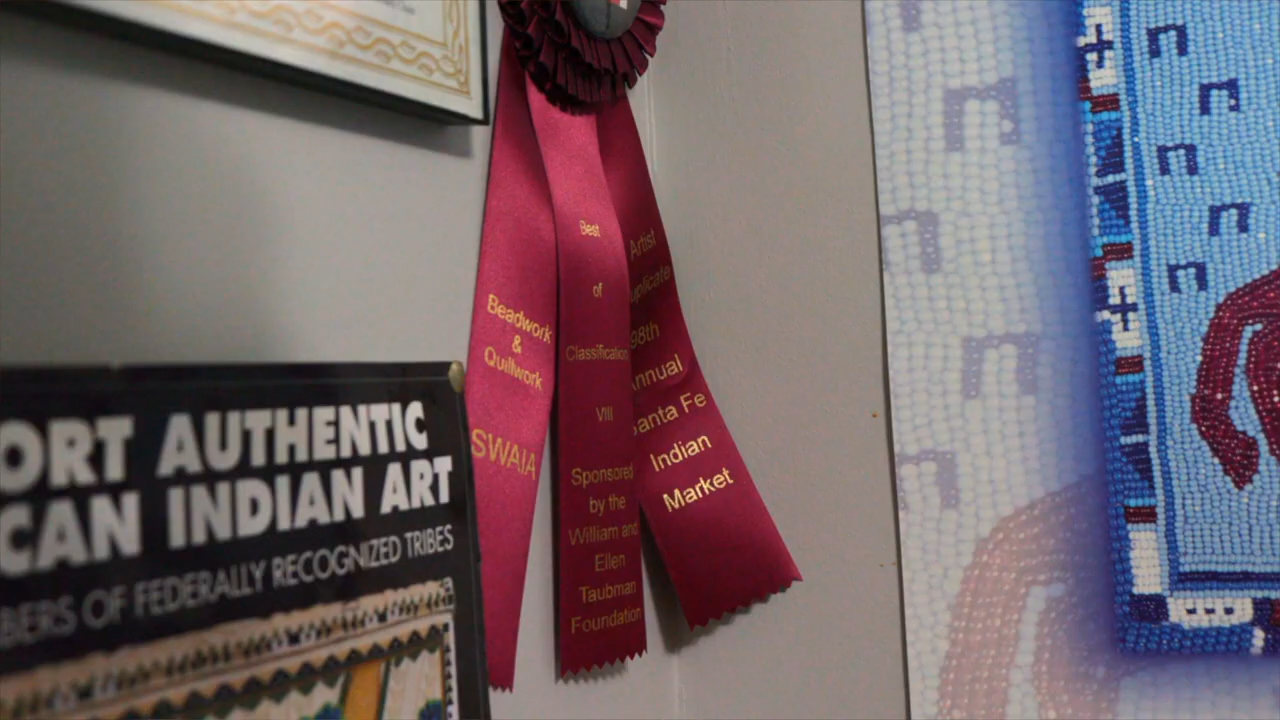 Beadwork
&
Quillwork
SWAIA
Best
of
Classification
VIII
Sponsored
by the
William and
Ellen
Taubman
Foundation
Artist
uplicate
98th
Annual
Santa Fe
Indian
Market
ORT AUTHENTIC
CAN INDIAN ART
BERS OF FEDERALLY RECOGNIZED TRIBES